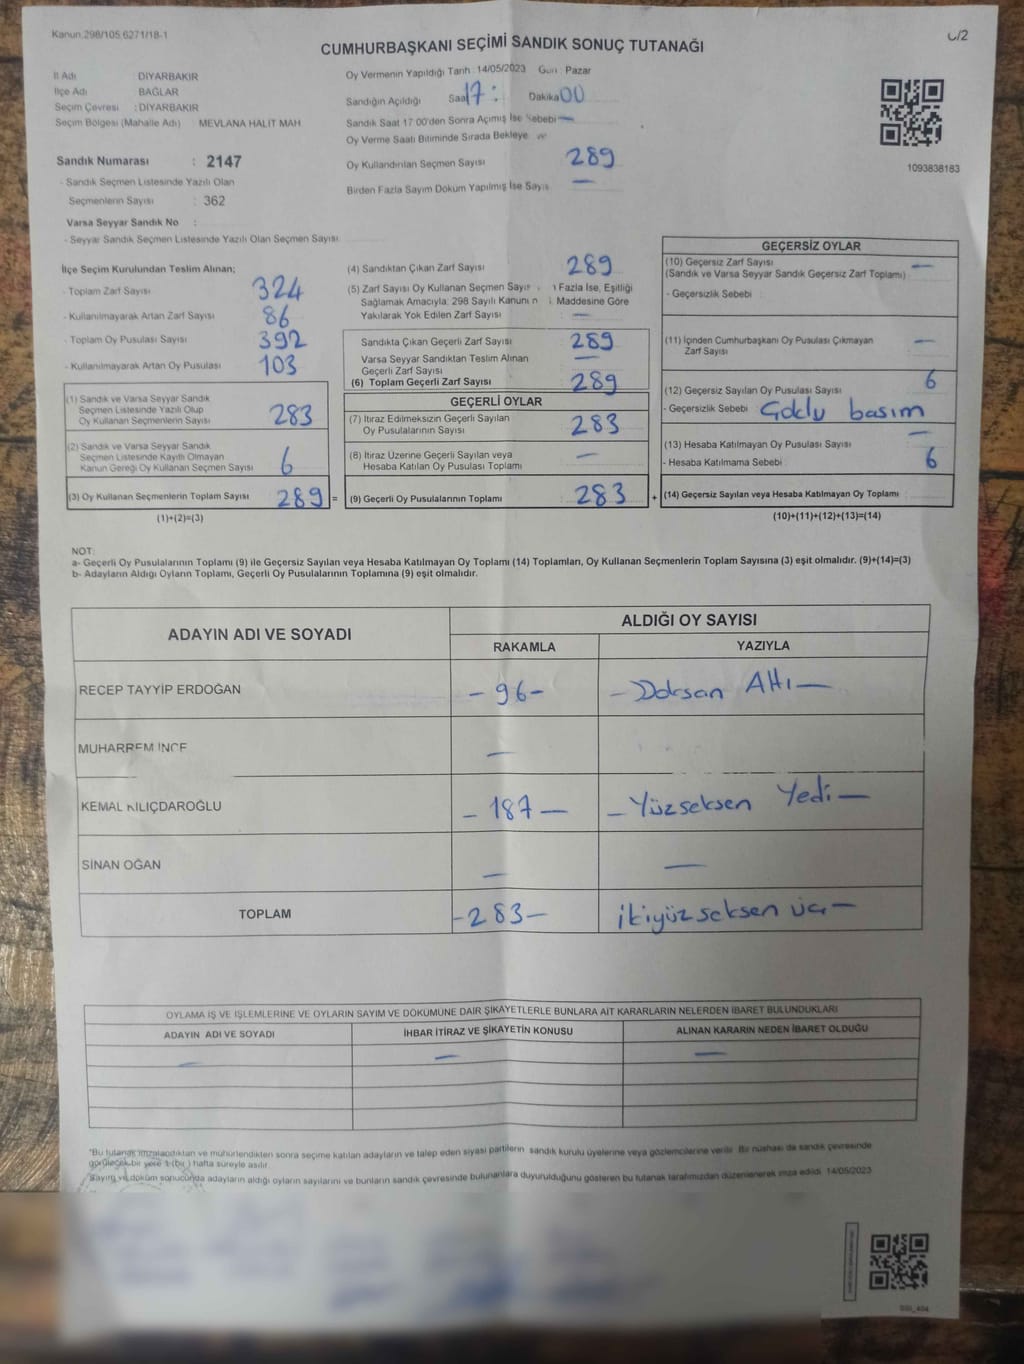 Kanun.298/105,6271/18-1
CUMHURBAŞKANI SEÇİMİ SANDIK SONUÇ TUTANAĞI
/2
İl Adı : DİYARBAKIR
İlçe Adı : BAĞLAR
Seçim Çevresi : DİYARBAKIR
Seçim Bölgesi (Mahalle Adı) MEVLANA HALİT MAH
Sandık Numarası : 2147
- Sandık Seçmen Listesinde Yazılı Olan
Seçmenlerin Sayısı : 362
Varsa Seyyar Sandık No :
- Seyyar Sandık Seçmen Listesinde Yazılı Olan Seçmen Sayısı
Oy Vermenin Yapıldığı Tarih : 14/05/2023 Gün : Pazar
Sandığın Açıldığı Saat 17 : Dakika 00
Sandık Saat 17:00'den Sonra Açımış İse Sebebi —
Oy Verme Saati Bitiminde Sırada Bekleye
Oy Kullandırılan Seçmen Sayısı 289
Birden Fazla Sayım Döküm Yapılmış İse Sayıs —
1093838183
İlçe Seçim Kurulundan Teslim Alınan;
- Toplam Zarf Sayısı 324
- Kullanılmayarak Artan Zarf Sayısı 86
- Toplam Oy Pusulası Sayısı 392
- Kullanılmayarak Artan Oy Pusulası 103
(1) Sandık ve Varsa Seyyar Sandık
Seçmen Listesinde Yazılı Olup
Oy Kullanan Seçmenlerin Sayısı 283
(2) Sandık ve Varsa Seyyar Sandık
Seçmen Listesinde Kayıtlı Olmayan
Kanun Gereği Oy Kullanan Seçmen Sayısı 6
(3) Oy Kullanan Seçmenlerin Toplam Sayısı 289 =
(1)+(2)=(3)
(4) Sandıktan Çıkan Zarf Sayısı 289
(5) Zarf Sayısı Oy Kullanan Seçmen Sayıs Fazla İse, Eşitliği
Sağlamak Amacıyla; 298 Sayılı Kanunun Maddesine Göre
Yakılarak Yok Edilen Zarf Sayısı : —
Sandıkta Çıkan Geçerli Zarf Sayısı 289
Varsa Seyyar Sandıktan Teslim Alınan
Geçerli Zarf Sayısı —
(6) Toplam Geçerli Zarf Sayısı 289
GEÇERLİ OYLAR
(7) İtiraz Edilmeksizin Geçerli Sayılan
Oy Pusulalarının Sayısı 283
(8) İtiraz Üzerine Geçerli Sayılan veya
Hesaba Katılan Oy Pusulası Toplamı —
(9) Geçerli Oy Pusulalarının Toplamı 283 +
GEÇERSİZ OYLAR
(10) Geçersiz Zarf Sayısı —
(Sandık ve Varsa Seyyar Sandık Geçersiz Zarf Toplamı)
- Geçersizlik Sebebi :
(11) İçinden Cumhurbaşkanı Oy Pusulası Çıkmayan
Zarf Sayısı —
(12) Geçersiz Sayılan Oy Pusulası Sayısı 6
- Geçersizlik Sebebi Çoklu basım
(13) Hesaba Katılmayan Oy Pusulası Sayısı —
- Hesaba Katılmama Sebebi : 6
(14) Geçersiz Sayılan veya Hesaba Katılmayan Oy Toplamı
(10)+(11)+(12)+(13)=(14)
NOT:
a- Geçerli Oy Pusulalarının Toplamı (9) ile Geçersiz Sayılan veya Hesaba Katılmayan Oy Toplamı (14) Toplamları, Oy Kullanan Seçmenlerin Toplam Sayısına (3) eşit olmalıdır. (9)+(14)=(3)
b- Adayların Aldığı Oyların Toplamı, Geçerli Oy Pusulalarının Toplamına (9) eşit olmalıdır.
ADAYIN ADI VE SOYADI
ALDIĞI OY SAYISI
RAKAMLA YAZIYLA
RECEP TAYYİP ERDOĞAN - 96 - - Doksan Altı -
MUHARREM İNCE —
KEMAL KILIÇDAROĞLU - 187 - - Yüzseksen Yedi -
SİNAN OĞAN — —
TOPLAM - 283 - İkiyüzseksen üç -
OYLAMA İŞ VE İŞLEMLERİNE VE OYLARIN SAYIM VE DÖKÜMÜNE DAİR ŞİKAYETLERLE BUNLARA AİT KARARLARIN NELERDEN İBARET BULUNDUKLARI
ADAYIN ADI VE SOYADI İHBAR İTİRAZ VE ŞİKAYETİN KONUSU ALINAN KARARIN NEDEN İBARET OLDUĞU
— — —
"Bu tutanak imzalandıktan ve mühürlendikten sonra seçime katılan adayların ve talep eden siyasi partilerin sandık kurulu üyelerine veya gözlemcilerine verilir. Bir nüshası da sandık çevresinde
görülecek bir yere 1 (bir) hafta süreyle asılır.
Sayım ve döküm sonucunda adayların aldığı oyların sayılarını ve bunların sandık çevresinde bulunanlara duyurulduğunu gösteren bu tutanak tarafımızdan düzenlenerek imza edildi. 14/05/2023